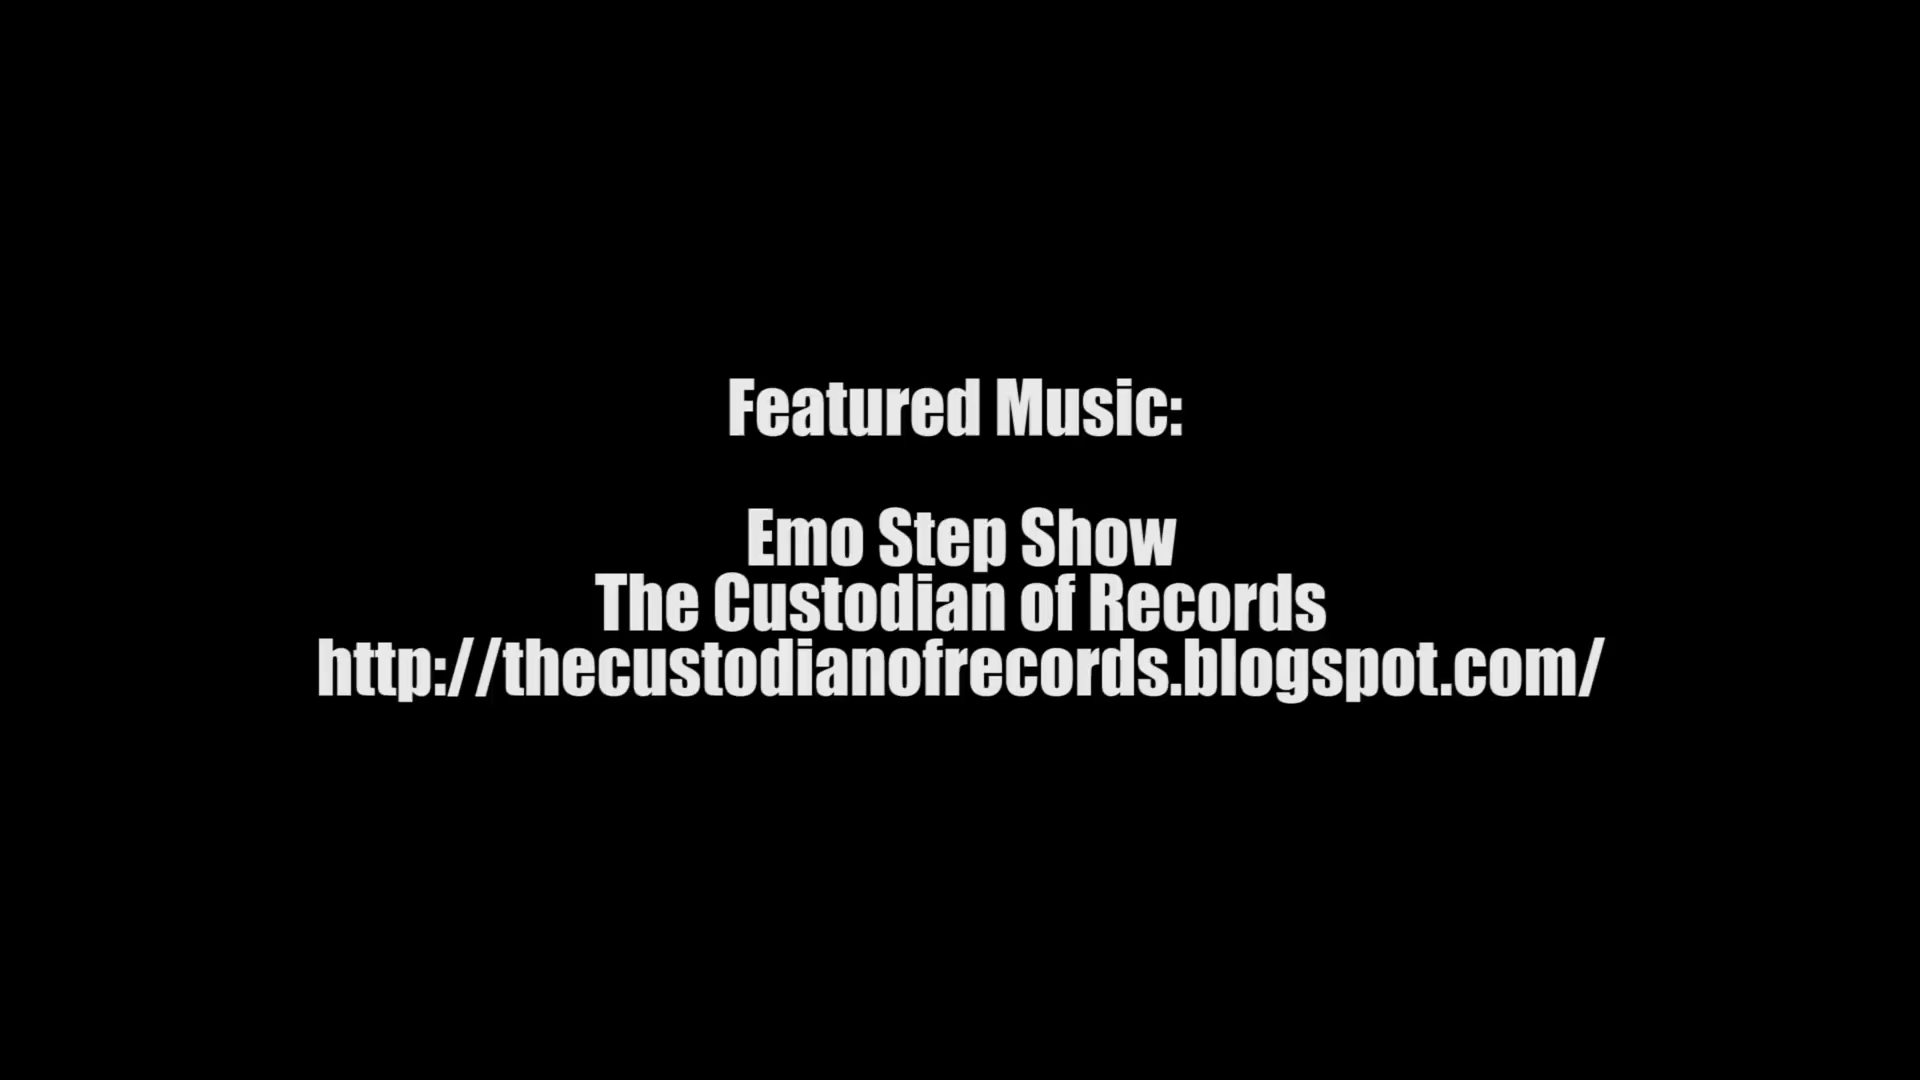 Featured Music:
Emo Step Show
The Custodian of Records
http://thecustodianofrecords.blogspot.com/